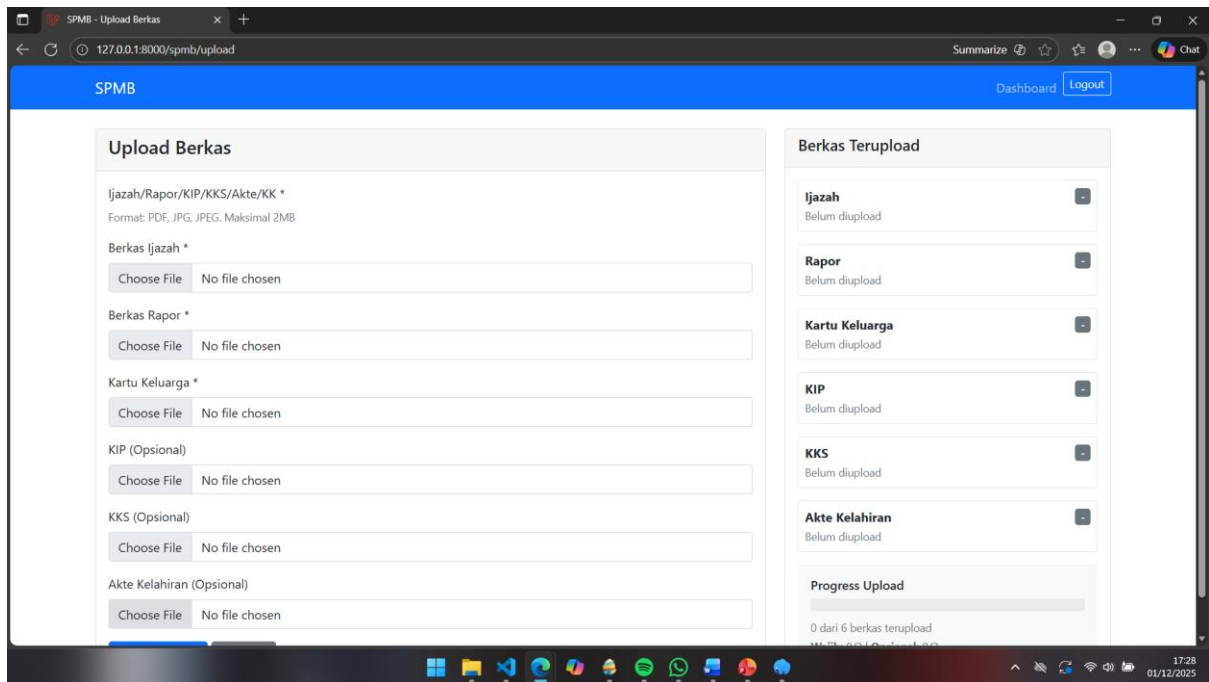 SPMB - Upload Berkas
127.0.0.1:8000/spmb/upload
Summarize
Chat
SPMB
Dashboard
Logout
Upload Berkas
Ijazah/Rapor/KIP/KKS/Akte/KK *
Format: PDF, JPG, JPEG. Maksimal 2MB
Berkas Ijazah *
Choose File No file chosen
Berkas Rapor *
Choose File No file chosen
Kartu Keluarga *
Choose File No file chosen
KIP (Opsional)
Choose File No file chosen
KKS (Opsional)
Choose File No file chosen
Akte Kelahiran (Opsional)
Choose File No file chosen
Berkas Terupload
Ijazah -
Belum diupload
Rapor -
Belum diupload
Kartu Keluarga -
Belum diupload
KIP -
Belum diupload
KKS -
Belum diupload
Akte Kelahiran -
Belum diupload
Progress Upload
0 dari 6 berkas terupload
17:28
01/12/2025